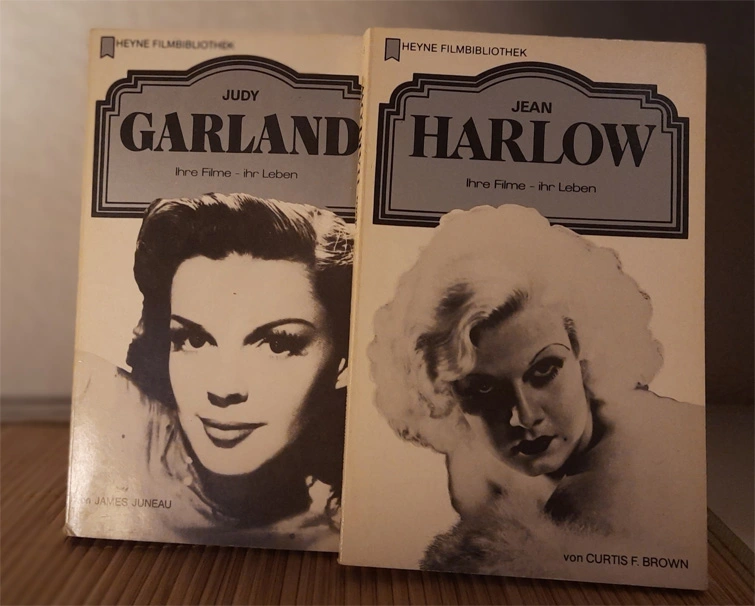 HEYNE FILMBIBLIOTHEK
JUDY
GARLAND
Ihre Filme - ihr Leben
JAMES JUNEAU
HEYNE FILMBIBLIOTHEK
JEAN
HARLOW
Ihre Filme - ihr Leben
von CURTIS F. BROWN